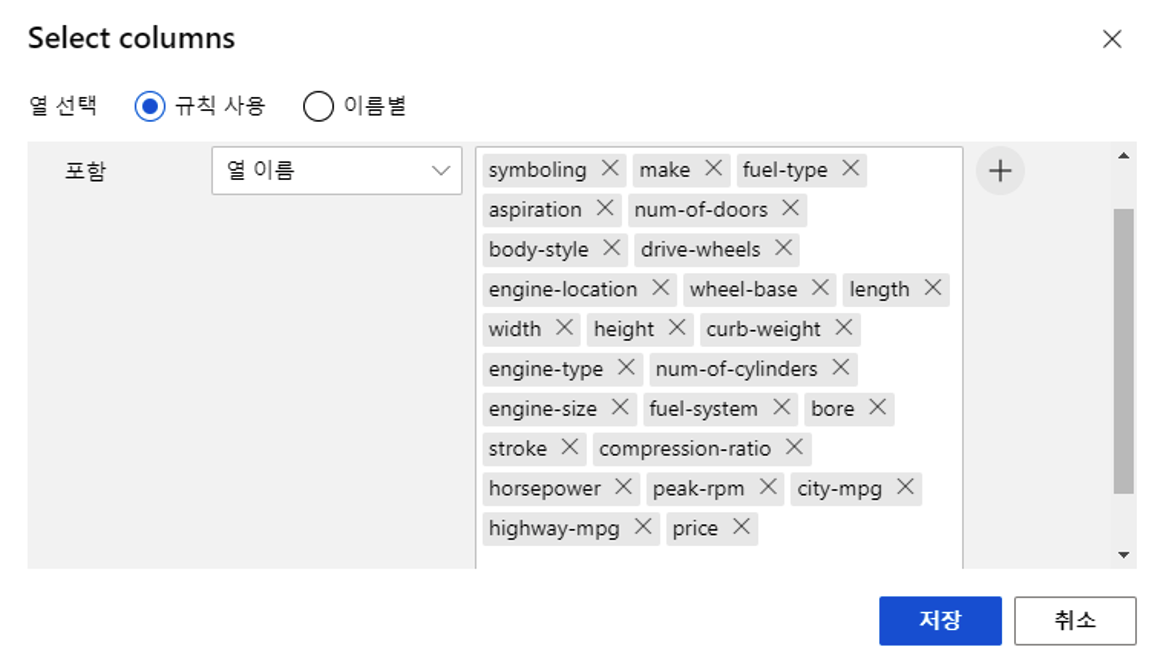 Select columns
열 선택 규칙 사용 이름별
포함 열 이름 symboling make fuel-type
aspiration num-of-doors
body-style drive-wheels
engine-location wheel-base length
width height curb-weight
engine-type num-of-cylinders
engine-size fuel-system bore
stroke compression-ratio
horsepower peak-rpm city-mpg
highway-mpg price
저장 취소